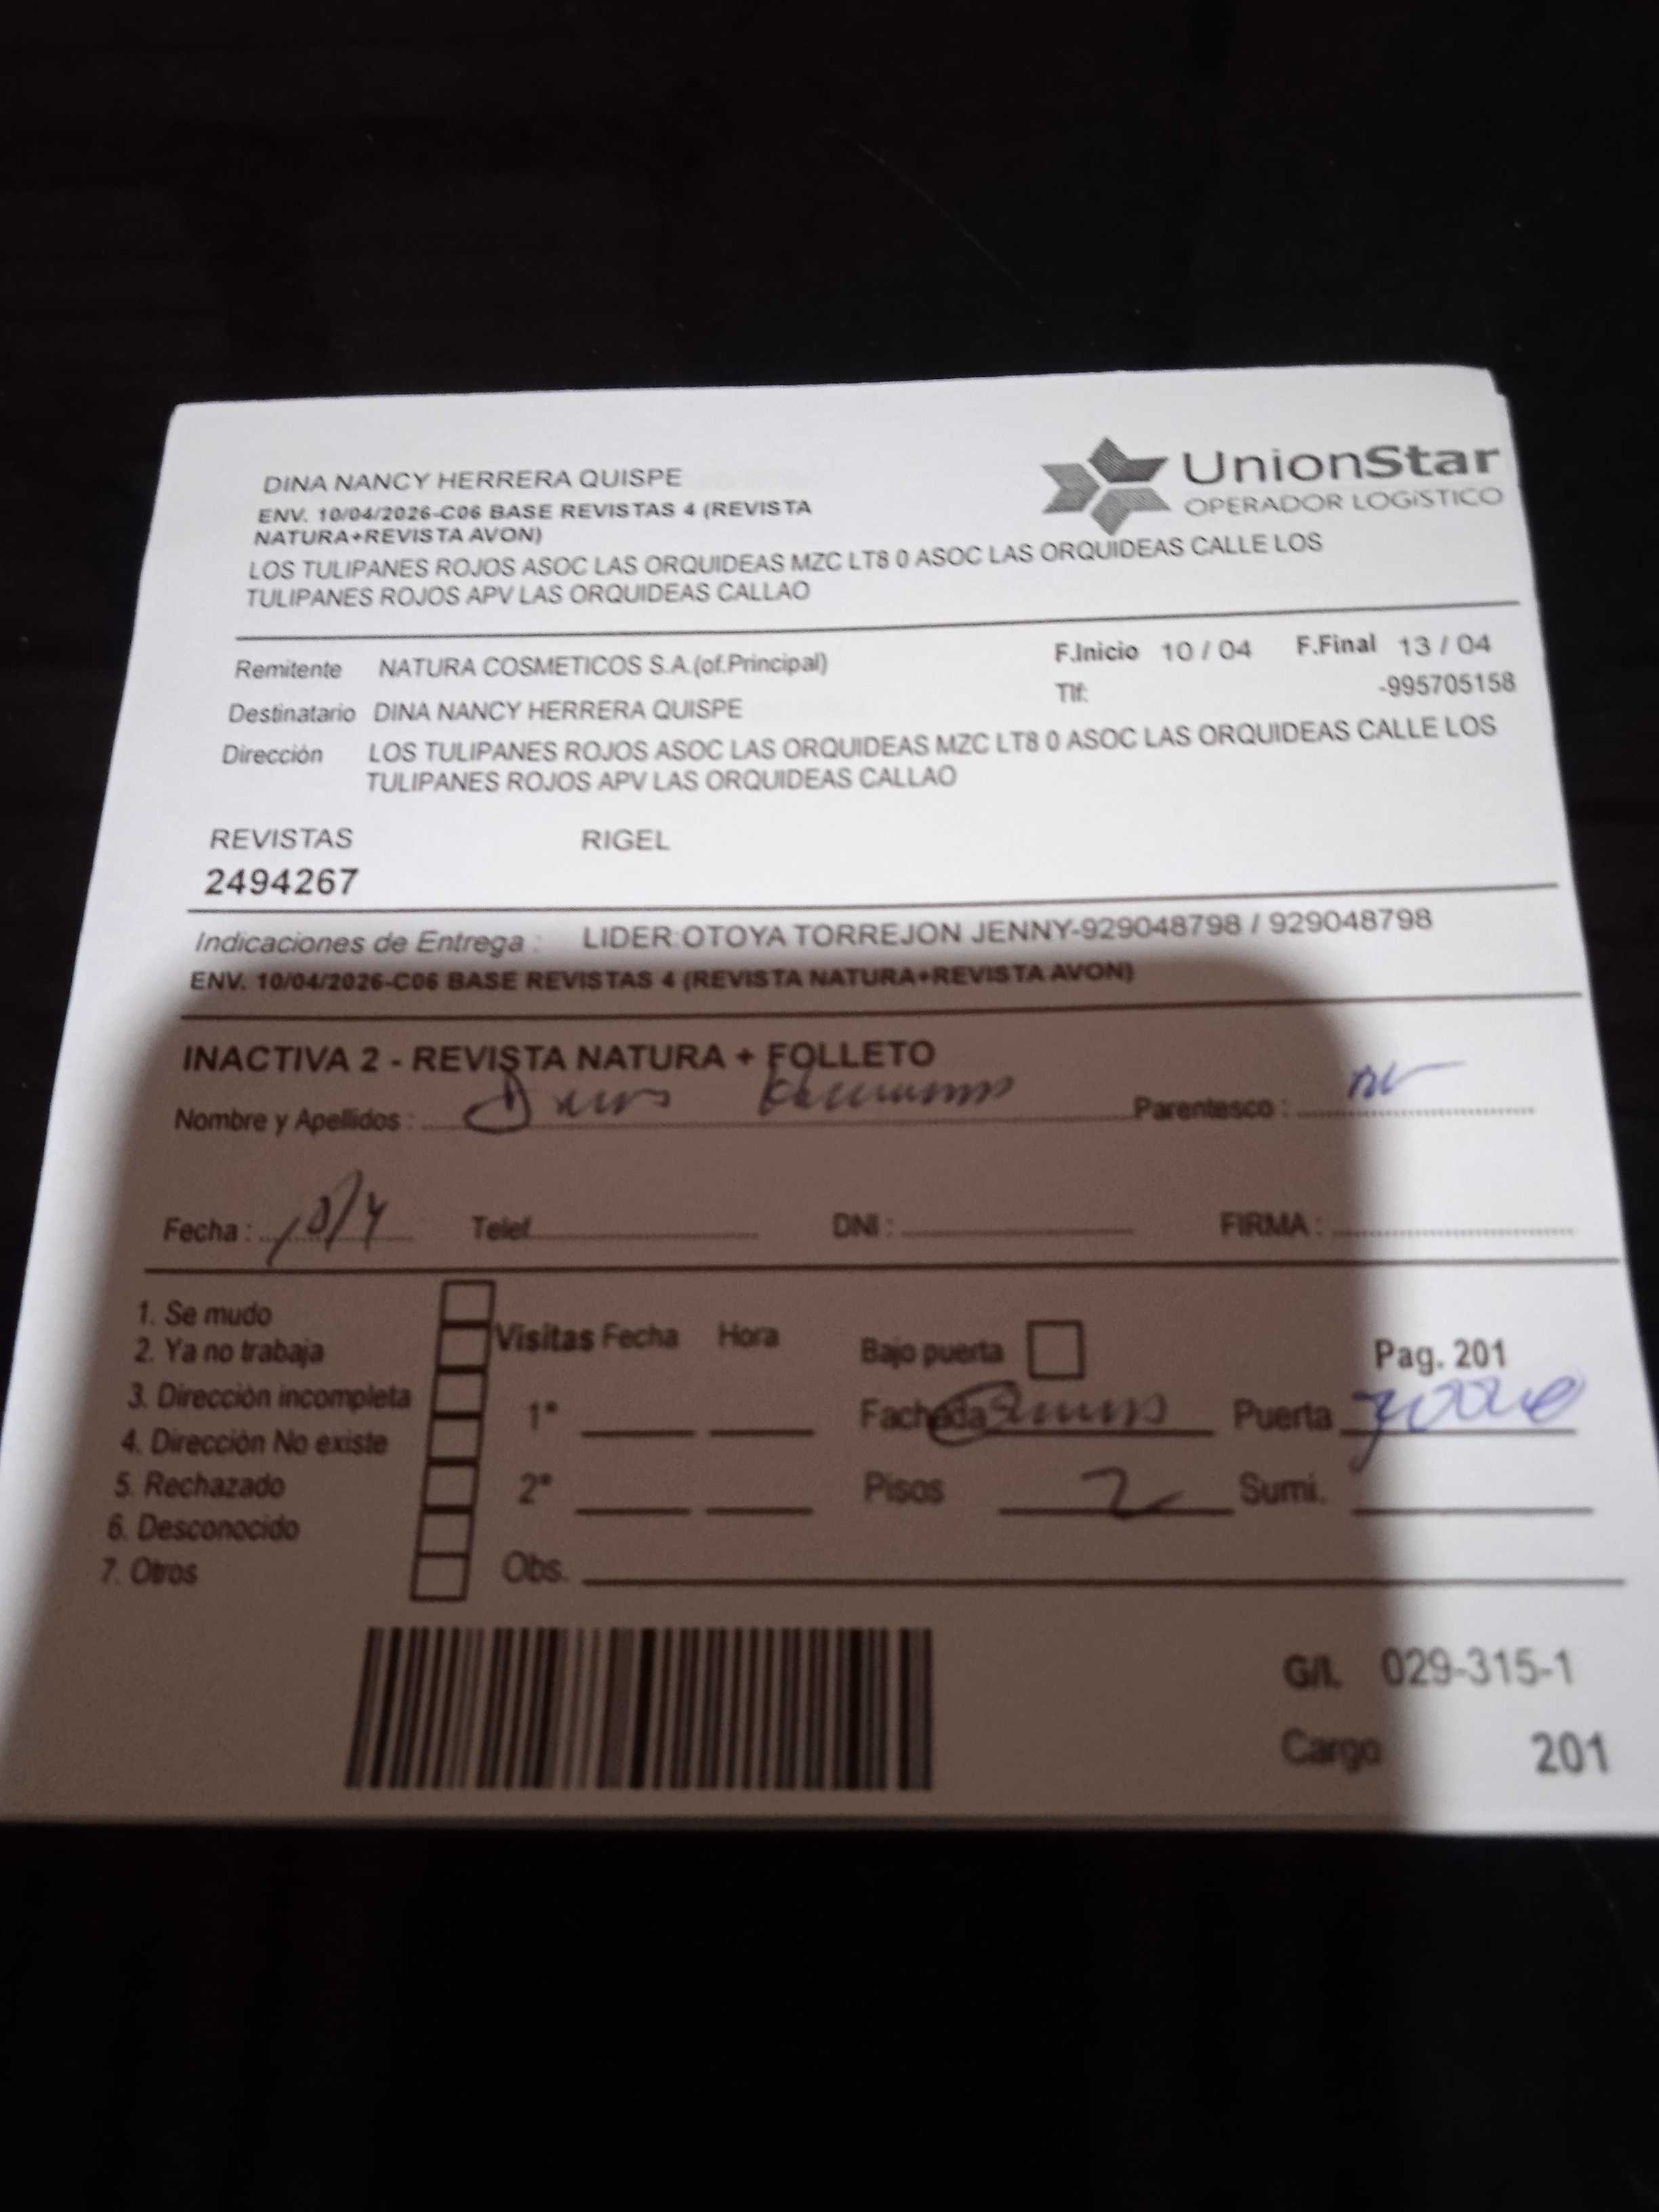 DINA NANCY HERRERA QUISPE
ENV. 10/04/2026-C06 BASE REVISTAS 4 (REVISTA
NATURA+REVISTA AVON)
LOS TULIPANES ROJOS ASOC LAS ORQUIDEAS MZC LT8 0 ASOC LAS ORQUIDEAS CALLE LOS
TULIPANES ROJOS APV LAS ORQUIDEAS CALLAO
UnionStar
OPERADOR LOGÍSTICO
Remitente NATURA COSMETICOS S.A.(of.Principal)
F.Inicio 10 / 04 F.Final 13 / 04
Tlf: -995705158
Destinatario DINA NANCY HERRERA QUISPE
Dirección LOS TULIPANES ROJOS ASOC LAS ORQUIDEAS MZC LT8 0 ASOC LAS ORQUIDEAS CALLE LOS
TULIPANES ROJOS APV LAS ORQUIDEAS CALLAO
REVISTAS RIGEL
2494267
Indicaciones de Entrega : LIDER:OTOYA TORREJON JENNY-929048798 / 929048798
ENV. 10/04/2026-C06 BASE REVISTAS 4 (REVISTA NATURA+REVISTA AVON)
INACTIVA 2 - REVISTA NATURA + FOLLETO
Nombre y Apellidos : Parentesco :
Fecha : 10/4 Telef DNI : FIRMA :
1. Se mudo
2. Ya no trabaja
3. Dirección incompleta
4. Dirección No existe
5. Rechazado
6. Desconocido
7. Otros
Visitas Fecha Hora
1°
2°
Obs.
Bajo puerta
Fachada
Pisos 2
Pag. 201
Puerta
Sumi.
G/l. 029-315-1
Cargo 201